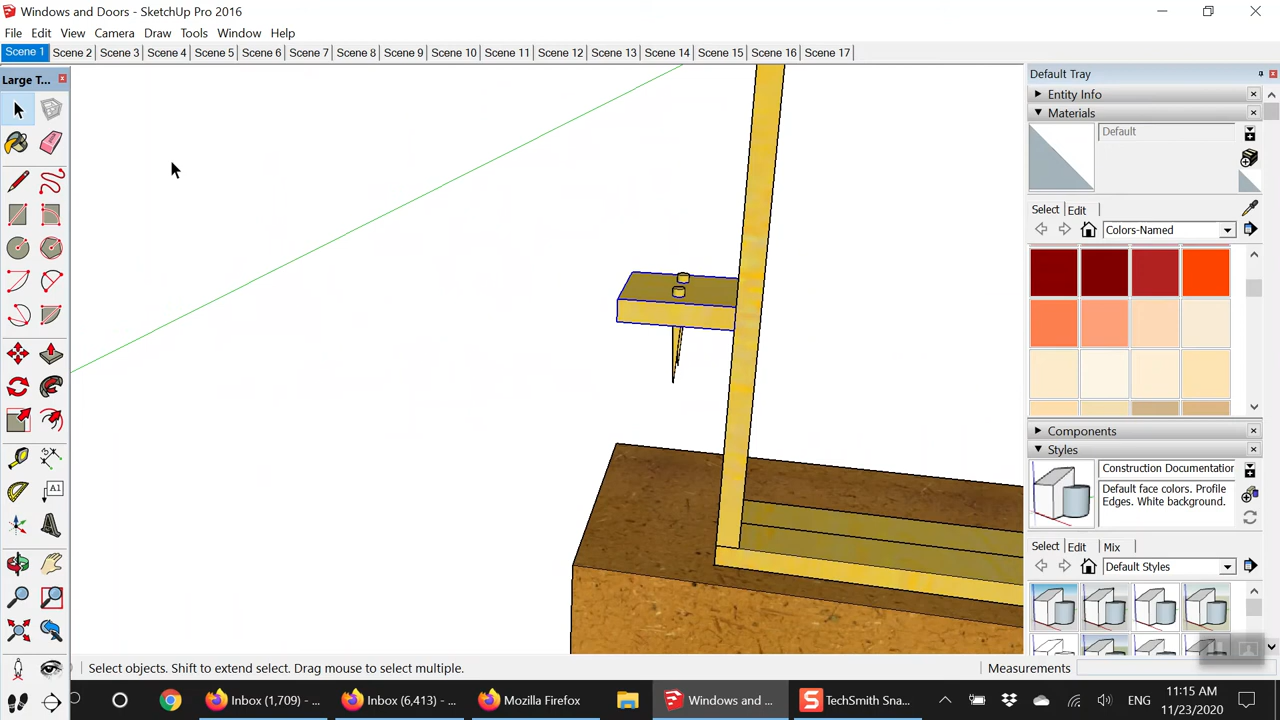 Windows and Doors - SketchUp Pro 2016
File Edit View Camera Draw Tools Window Help
Scene 1 Scene 2 Scene 3 Scene 4 Scene 5 Scene 6 Scene 7 Scene 8 Scene 9 Scene 10 Scene 11 Scene 12 Scene 13 Scene 14 Scene 15 Scene 16 Scene 17
Large T...
Default Tray
Entity Info
Materials
Default
Select Edit
Colors-Named
Components
Styles
Construction Documentation
Default face colors. Profile
Edges. White background.
Select Edit Mix
Default Styles
A1
Select objects. Shift to extend select. Drag mouse to select multiple.
Measurements
Inbox (1,709) - ...
Inbox (6,413) - ...
Mozilla Firefox
Windows and ...
TechSmith Sna...
ENG
11:15 AM
11/23/2020